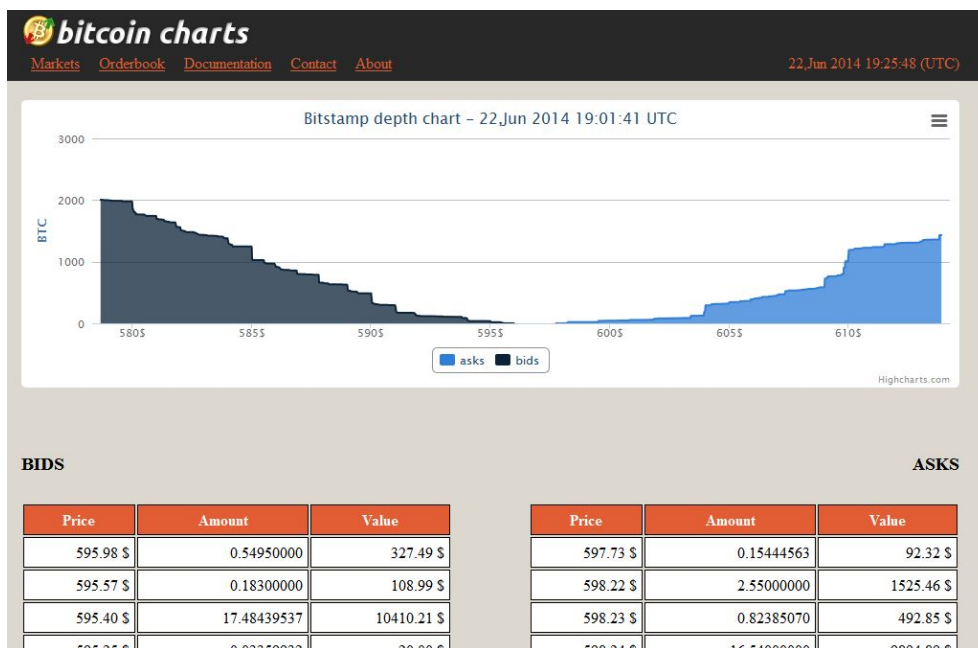 bitcoin charts
Markets Orderbook Documentation Contact About
22,Jun 2014 19:25:48 (UTC)
Bitstamp depth chart – 22,Jun 2014 19:01:41 UTC
3000
2000
1000
0
BTC
580$ 585$ 590$ 595$ 600$ 605$ 610$
asks bids
Highcharts.com
BIDS
ASKS
Price Amount Value Price Amount Value
595.98 $ 0.54950000 327.49 $ 597.73 $ 0.15444563 92.32 $
595.57 $ 0.18300000 108.99 $ 598.22 $ 2.55000000 1525.46 $
595.40 $ 17.48439537 10410.21 $ 598.23 $ 0.82385070 492.85 $